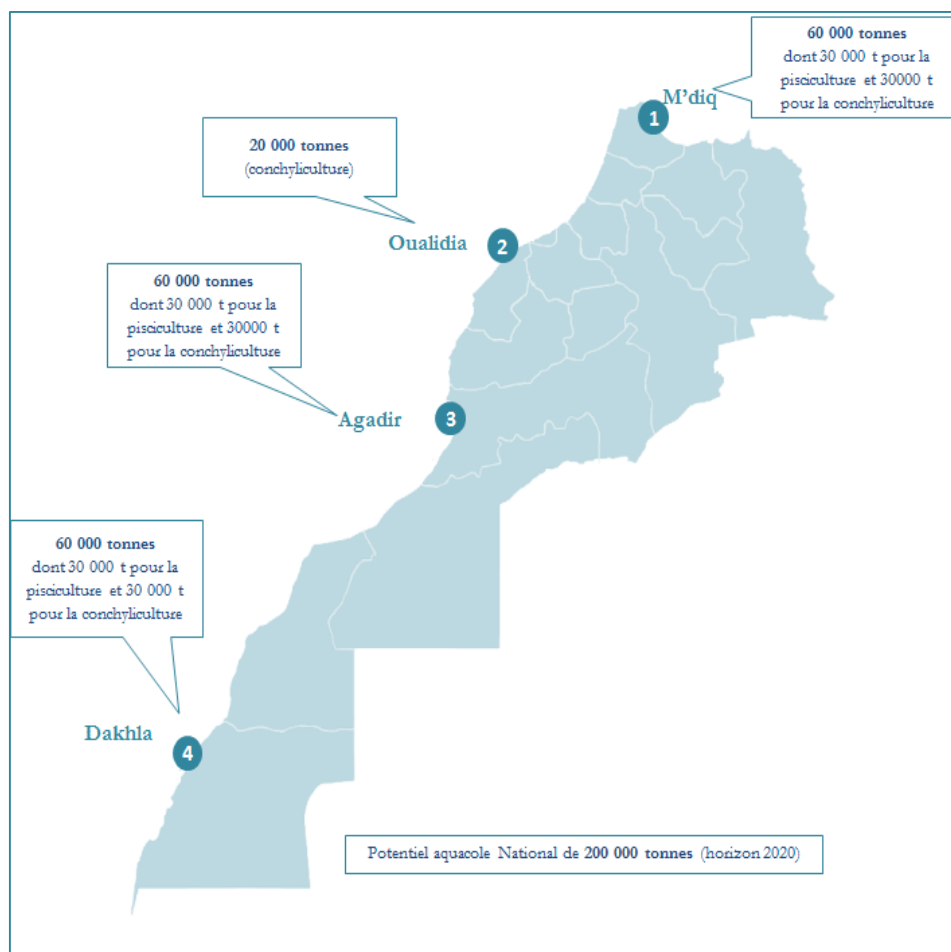 60 000 tonnes
dont 30 000 t pour la
pisciculture et 30000 t
pour la conchyliculture
M'diq
1
20 000 tonnes
(conchyliculture)
Oualidia
2
60 000 tonnes
dont 30 000 t pour la
pisciculture et 30000 t
pour la conchyliculture
Agadir
3
60 000 tonnes
dont 30 000 t pour la
pisciculture et 30 000 t
pour la conchyliculture
Dakhla
4
Potentiel aquacole National de 200 000 tonnes (horizon 2020)